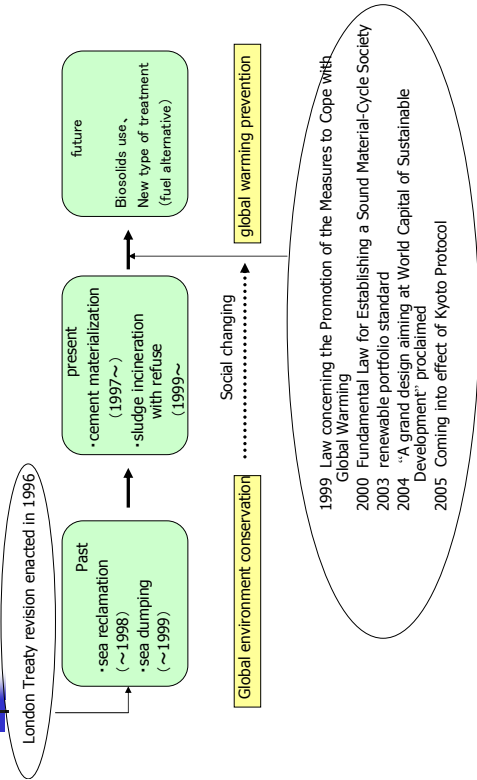 London Treaty revision enacted in 1996
Past
・sea reclamation
(～1998)
・sea dumping
(～1999)
present
・cement materialization
(1997～)
・sludge incineration
with refuse
(1999～
future
Biosolids use、
New type of treatment
(fuel alternative)
Global environment conservation
Social changing
global warming prevention
1999 Law concerning the Promotion of the Measures to Cope with
Global Warming
2000 Fundamental Law for Establishing a Sound Material-Cycle Society
2003 renewable portfolio standard
2004 “A grand design aiming at World Capital of Sustainable
Development” proclaimed
2005 Coming into effect of Kyoto Protocol